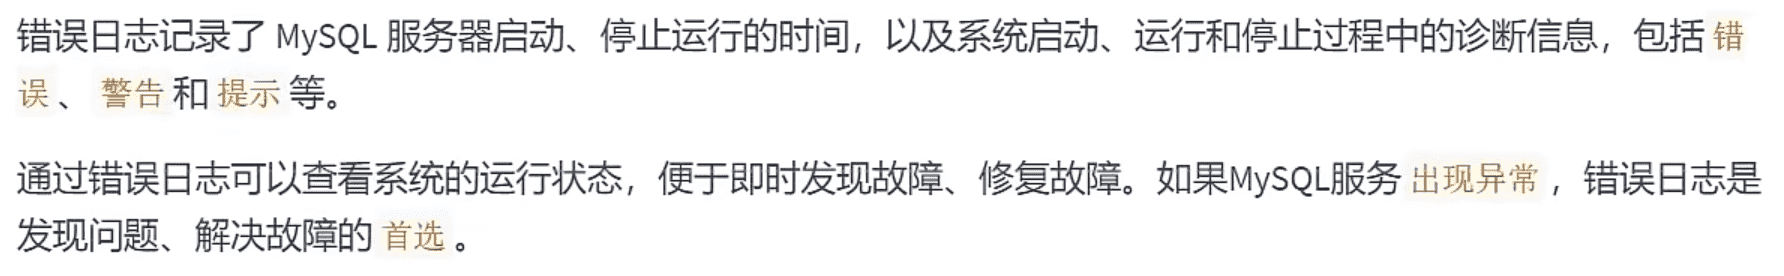 错误日志记录了 MySQL 服务器启动、停止运行的时间，以及系统启动、运行和停止过程中的诊断信息，包括 错
误 、 警告 和 提示 等。
通过错误日志可以查看系统的运行状态，便于即时发现故障、修复故障。如果MySQL服务 出现异常 ，错误日志是
发现问题、解决故障的 首选 。